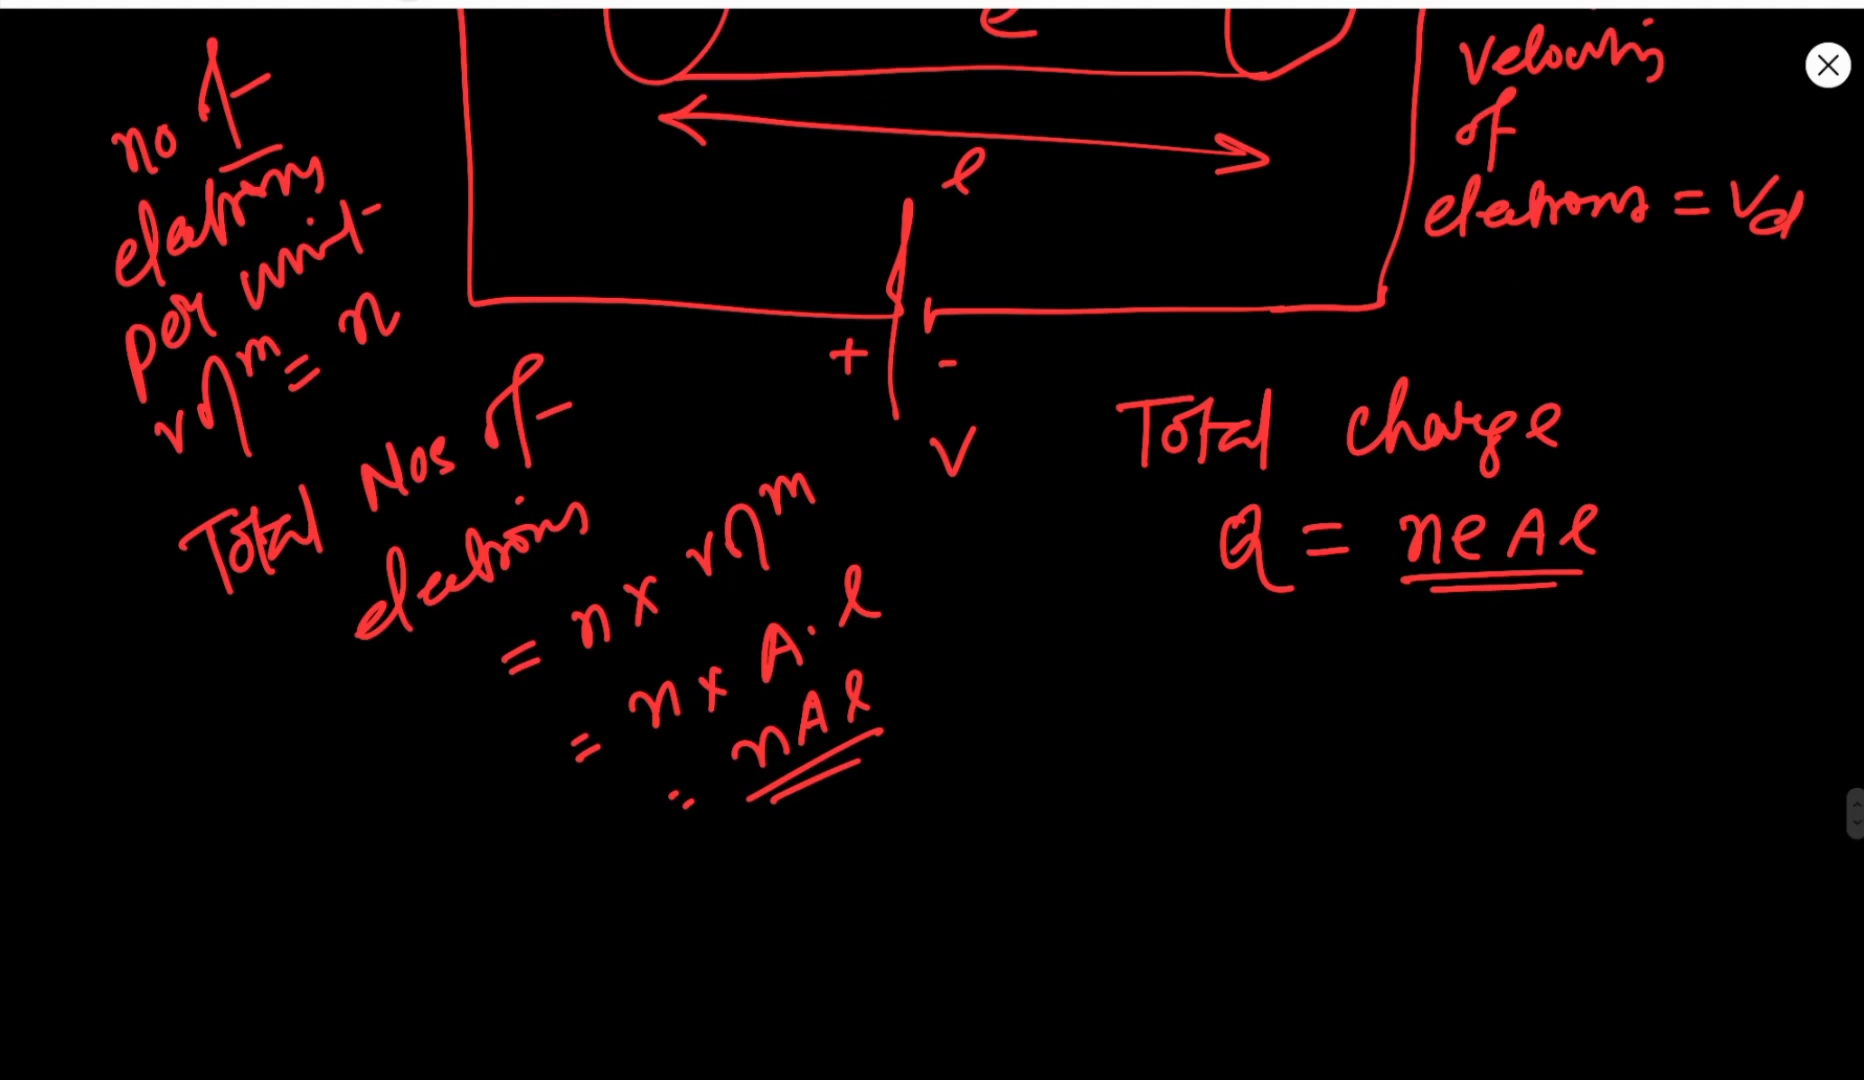 no of
electrons
per unit
vol^m = n
e
l
velocity
of
electrons = Vd
+ -
V
Total Nos of
electrons
= n x vol^m
= n x A . l
= nAl
Total charge
Q = neAl